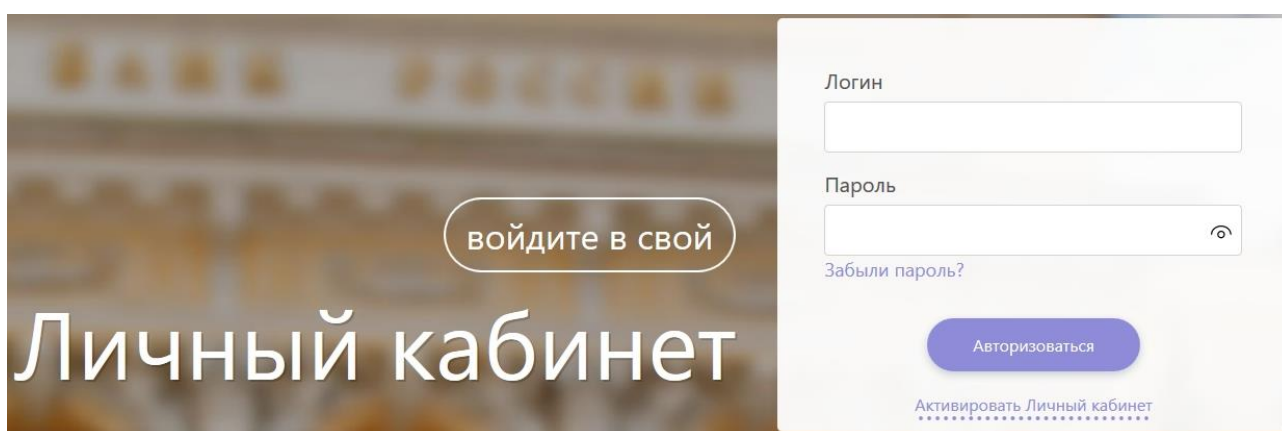 войдите в свой
Личный кабинет
Логин
Пароль
Забыли пароль?
Авторизоваться
Активировать Личный кабинет